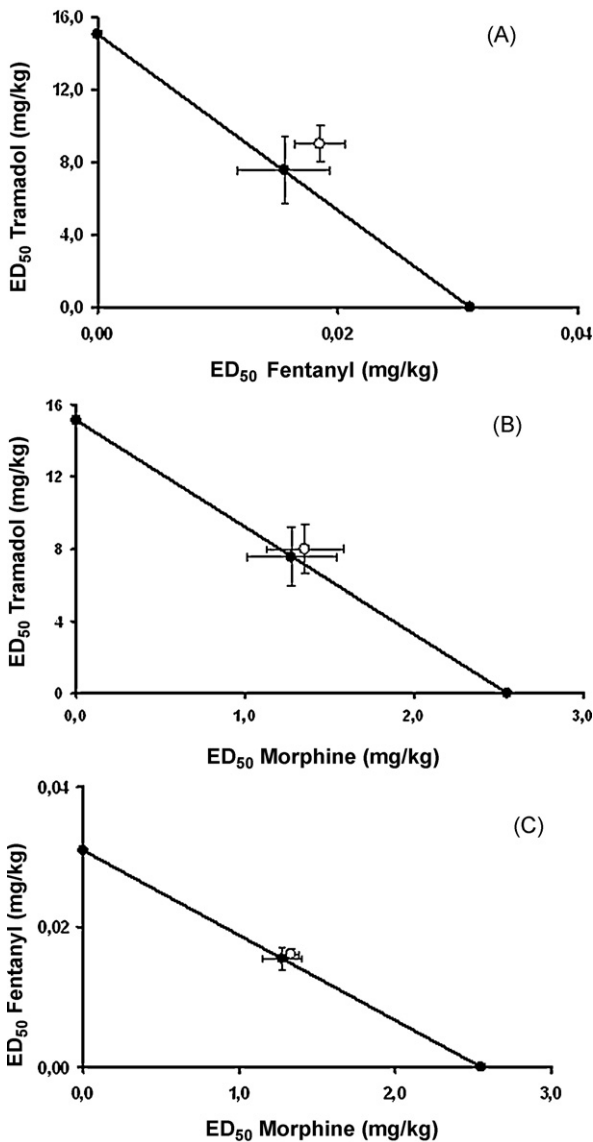 (A)
ED50 Tramadol (mg/kg)
16,0
12,0
8,0
4,0
0,0
0,00
0,02
0,04
ED50 Fentanyl (mg/kg)
(B)
ED50 Tramadol (mg/kg)
16
12
8
4
0
0,0
1,0
2,0
3,0
ED50 Morphine (mg/kg)
(C)
ED50 Fentanyl (mg/kg)
0,04
0,02
0,00
0,0
1,0
2,0
3,0
ED50 Morphine (mg/kg)